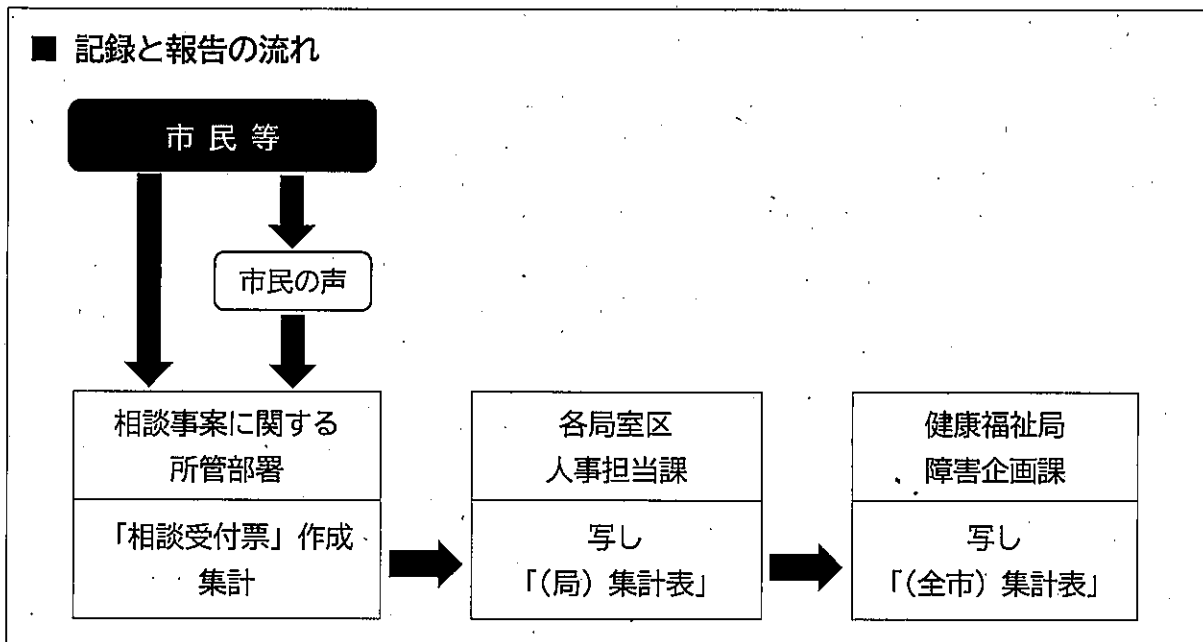 ■ 記録と報告の流れ
市民等
市民の声
相談事案に関する
所管部署
「相談受付票」作成
集計
各局室区
人事担当課
写し
「(局)集計表」
健康福祉局
障害企画課
写し
「(全市)集計表」